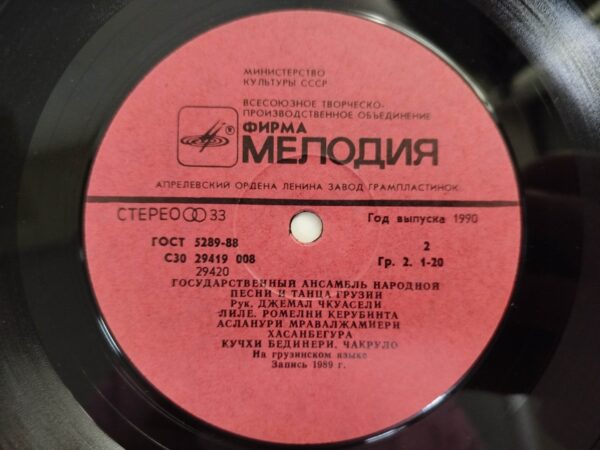 МИНИСТЕРСТВО
КУЛЬТУРЫ СССР
ВСЕСОЮЗНОЕ ТВОРЧЕСКО-
ПРОИЗВОДСТВЕННОЕ ОБЪЕДИНЕНИЕ
ФИРМА
® МЕЛОДИЯ
АПРЕЛЕВСКИЙ ОРДЕНА ЛЕНИНА ЗАВОД ГРАМПЛАСТИНОК
СТЕРЕО 33 Год выпуска 1990
ГОСТ 5289-88 2
С30 29419 008 Гр. 2. 1-20
29420
ГОСУДАРСТВЕННЫЙ АНСАМБЛЬ НАРОДНОЙ
ПЕСНИ И ТАНЦА ГРУЗИИ
Рук. ДЖЕМАЛ ЧКУАСЕЛИ
ЛИЛЕ. РОМЕЛНИ КЕРУБИНТА
АСЛАНУРИ МРАВАЛЖАМИЕРИ
ХАСАНБЕГУРА
КУЧХИ БЕДИНЕРИ. ЧАКРУЛО
На грузинском языке
Запись 1989 г.